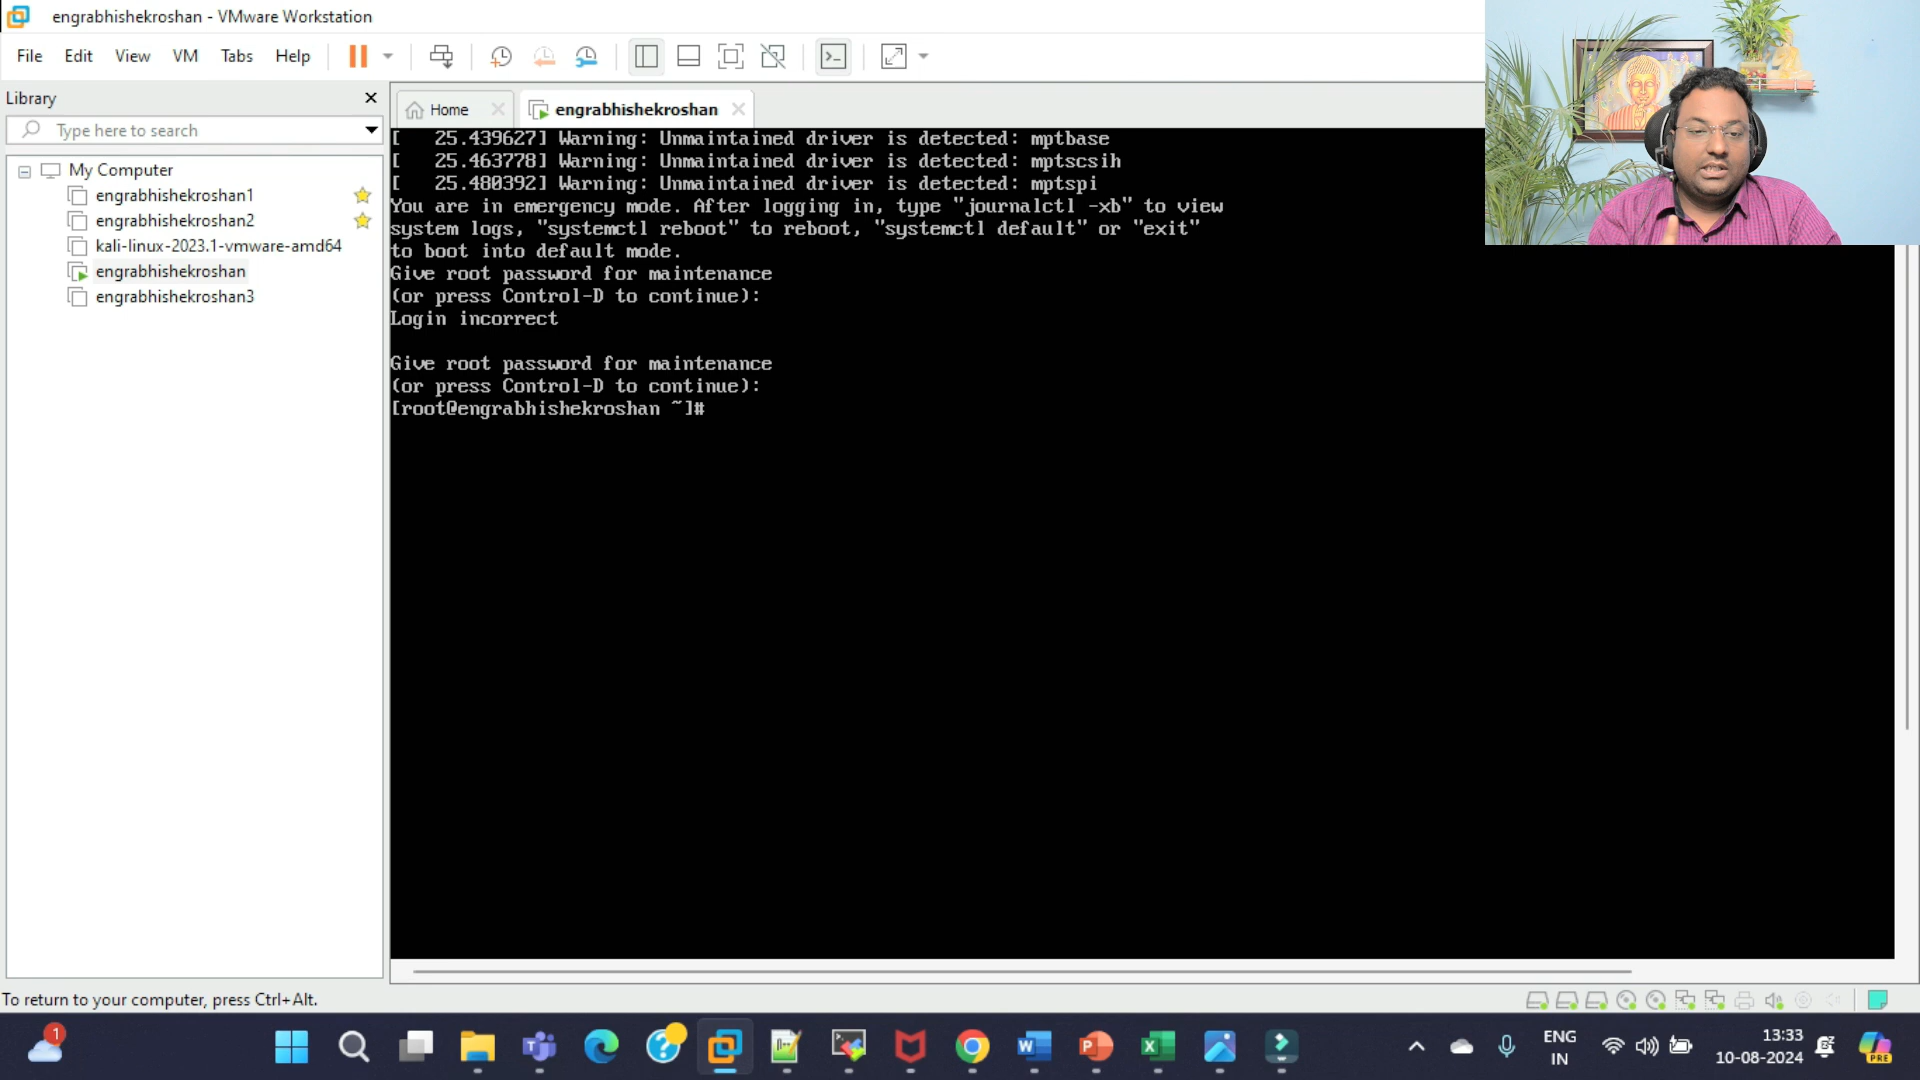 engrabhishekroshan - VMware Workstation
File Edit View VM Tabs Help
Library
Type here to search
My Computer
engrabhishekroshan1
engrabhishekroshan2
kali-linux-2023.1-vmware-amd64
engrabhishekroshan
engrabhishekroshan3
Home
engrabhishekroshan
[   25.439627] Warning: Unmaintained driver is detected: mptbase
[   25.463778] Warning: Unmaintained driver is detected: mptscsih
[   25.480392] Warning: Unmaintained driver is detected: mptspi
You are in emergency mode. After logging in, type "journalctl -xb" to view
system logs, "systemctl reboot" to reboot, "systemctl default" or "exit"
to boot into default mode.
Give root password for maintenance
(or press Control-D to continue):
Login incorrect
Give root password for maintenance
(or press Control-D to continue):
[root@engrabhishekroshan ~]#
To return to your computer, press Ctrl+Alt.
1
ENG
IN
13:33
10-08-2024
PRE